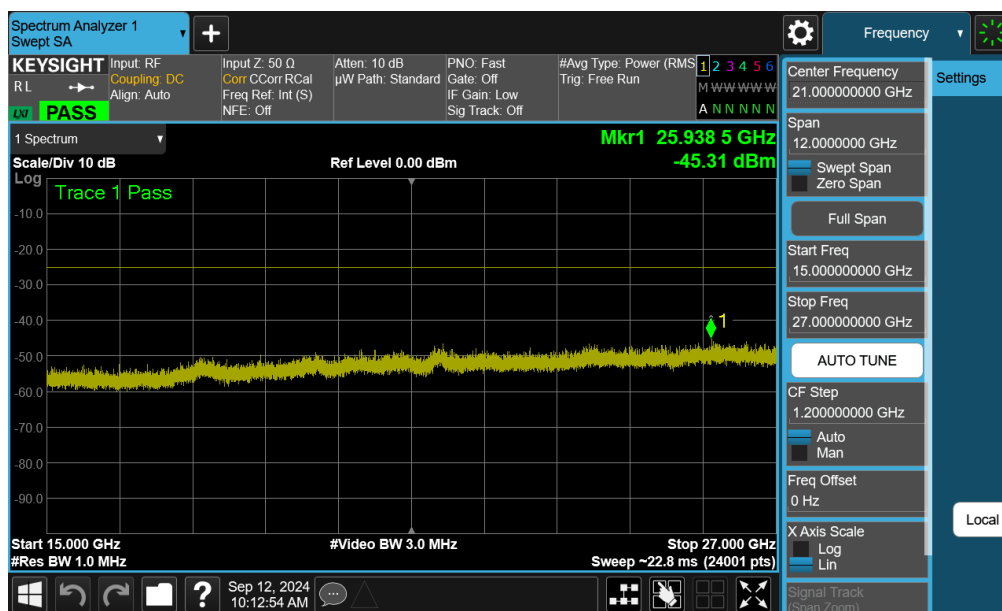 Spectrum Analyzer 1
Swept SA
Frequency
KEYSIGHT
R L
LXI
PASS
Input: RF
Coupling: DC
Align: Auto
Input Z: 50 Ω
Corr CCorr RCal
Freq Ref: Int (S)
NFE: Off
Atten: 10 dB
µW Path: Standard
PNO: Fast
Gate: Off
IF Gain: Low
Sig Track: Off
#Avg Type: Power (RMS
Trig: Free Run
1 2 3 4 5 6
M W W W W W
A N N N N N
1 Spectrum
Scale/Div 10 dB
Ref Level 0.00 dBm
Mkr1 25.938 5 GHz
-45.31 dBm
Log
Trace 1 Pass
-10.0
-20.0
-30.0
-40.0
-50.0
-60.0
-70.0
-80.0
-90.0
1
Start 15.000 GHz
#Video BW 3.0 MHz
Stop 27.000 GHz
#Res BW 1.0 MHz
Sweep ~22.8 ms (24001 pts)
Sep 12, 2024
10:12:54 AM
?
Center Frequency
21.000000000 GHz
Span
12.0000000 GHz
Swept Span
Zero Span
Full Span
Start Freq
15.000000000 GHz
Stop Freq
27.000000000 GHz
AUTO TUNE
CF Step
1.200000000 GHz
Auto
Man
Freq Offset
0 Hz
X Axis Scale
Log
Lin
Signal Track
(Span Zoom)
Settings
Local